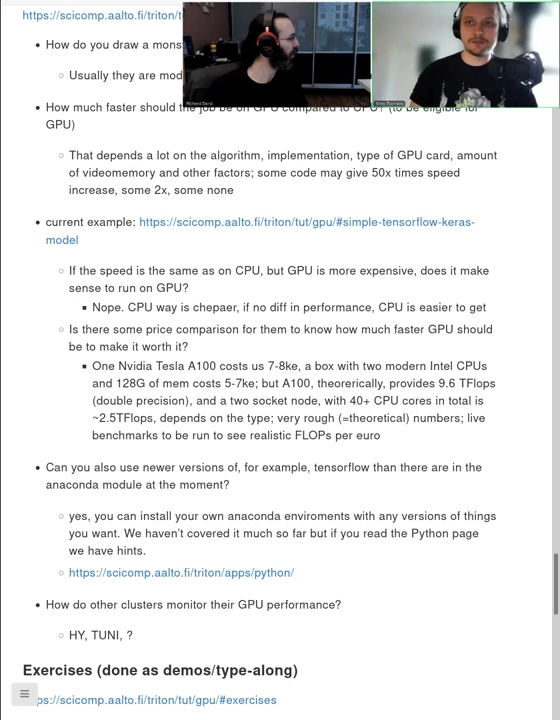 https://scicomp.aalto.fi/triton/t
How do you draw a mons
Usually they are mod
How much faster should the job be on GPU compared to CPU? (to be eligible for
GPU)
That depends a lot on the algorithm, implementation, type of GPU card, amount
of videomemory and other factors; some code may give 50x times speed
increase, some 2x, some none
current example: https://scicomp.aalto.fi/triton/tut/gpu/#simple-tensorflow-keras-
model
If the speed is the same as on CPU, but GPU is more expensive, does it make
sense to run on GPU?
Nope. CPU way is chepaer, if no diff in performance, CPU is easier to get
Is there some price comparison for them to know how much faster GPU should
be to make it worth it?
One Nvidia Tesla A100 costs us 7-8ke, a box with two modern Intel CPUs
and 128G of mem costs 5-7ke; but A100, theorerically, provides 9.6 TFlops
(double precision), and a two socket node, with 40+ CPU cores in total is
~2.5TFlops, depends on the type; very rough (=theoretical) numbers; live
benchmarks to be run to see realistic FLOPs per euro
Can you also use newer versions of, for example, tensorflow than there are in the
anaconda module at the moment?
yes, you can install your own anaconda enviroments with any versions of things
you want. We haven't covered it much so far but if you read the Python page
we have hints.
https://scicomp.aalto.fi/triton/apps/python/
How do other clusters monitor their GPU performance?
HY, TUNI, ?
Exercises (done as demos/type-along)
ps://scicomp.aalto.fi/triton/tut/gpu/#exercises